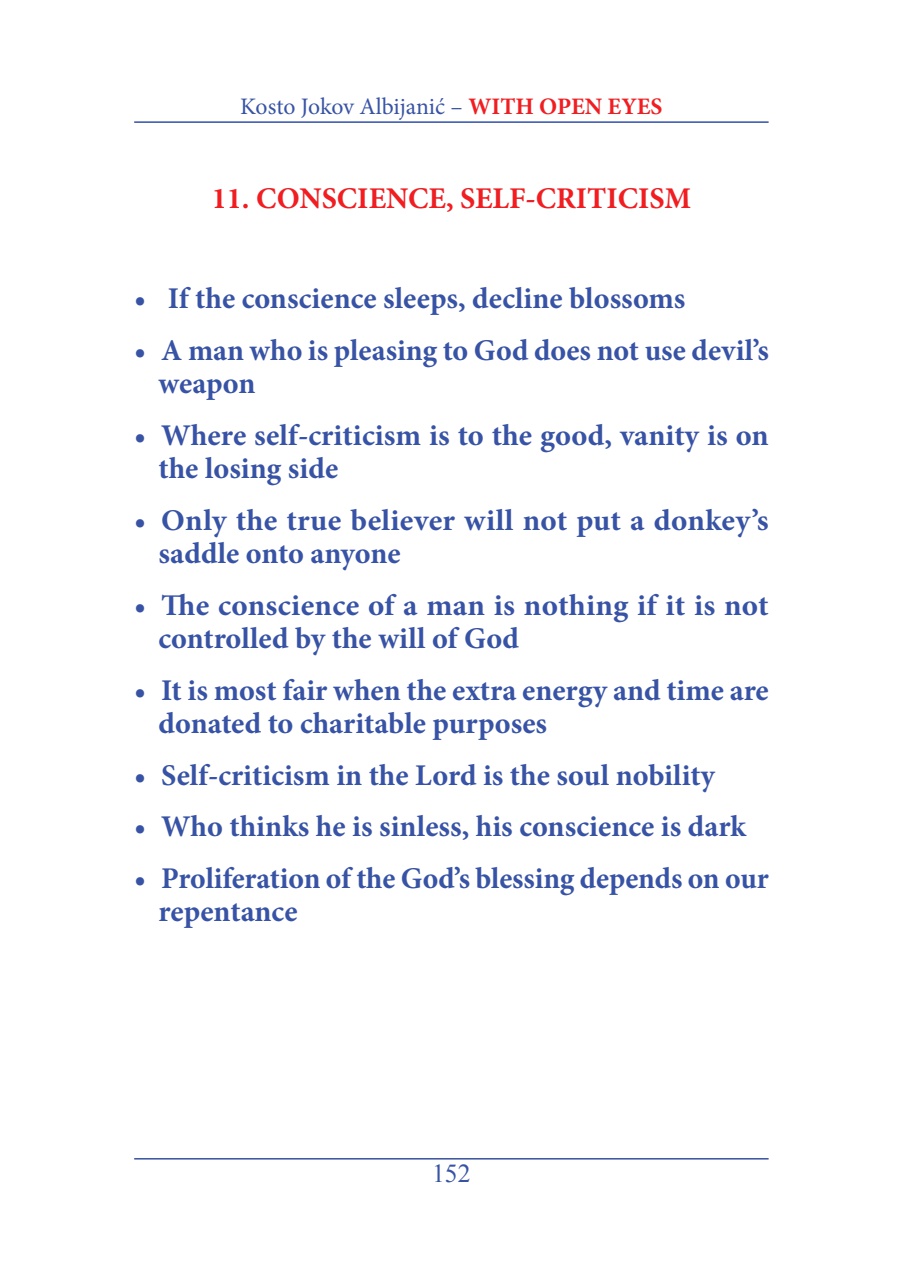 Kosto Jokov Albijanić – WITH OPEN EYES
11. CONSCIENCE, SELF-CRITICISM
• If the conscience sleeps, decline blossoms
• A man who is pleasing to God does not use devil’s
weapon
• Where self-criticism is to the good, vanity is on
the losing side
• Only the true believer will not put a donkey’s
saddle onto anyone
• The conscience of a man is nothing if it is not
controlled by the will of God
• It is most fair when the extra energy and time are
donated to charitable purposes
• Self-criticism in the Lord is the soul nobility
• Who thinks he is sinless, his conscience is dark
• Proliferation of the God’s blessing depends on our
repentance
152